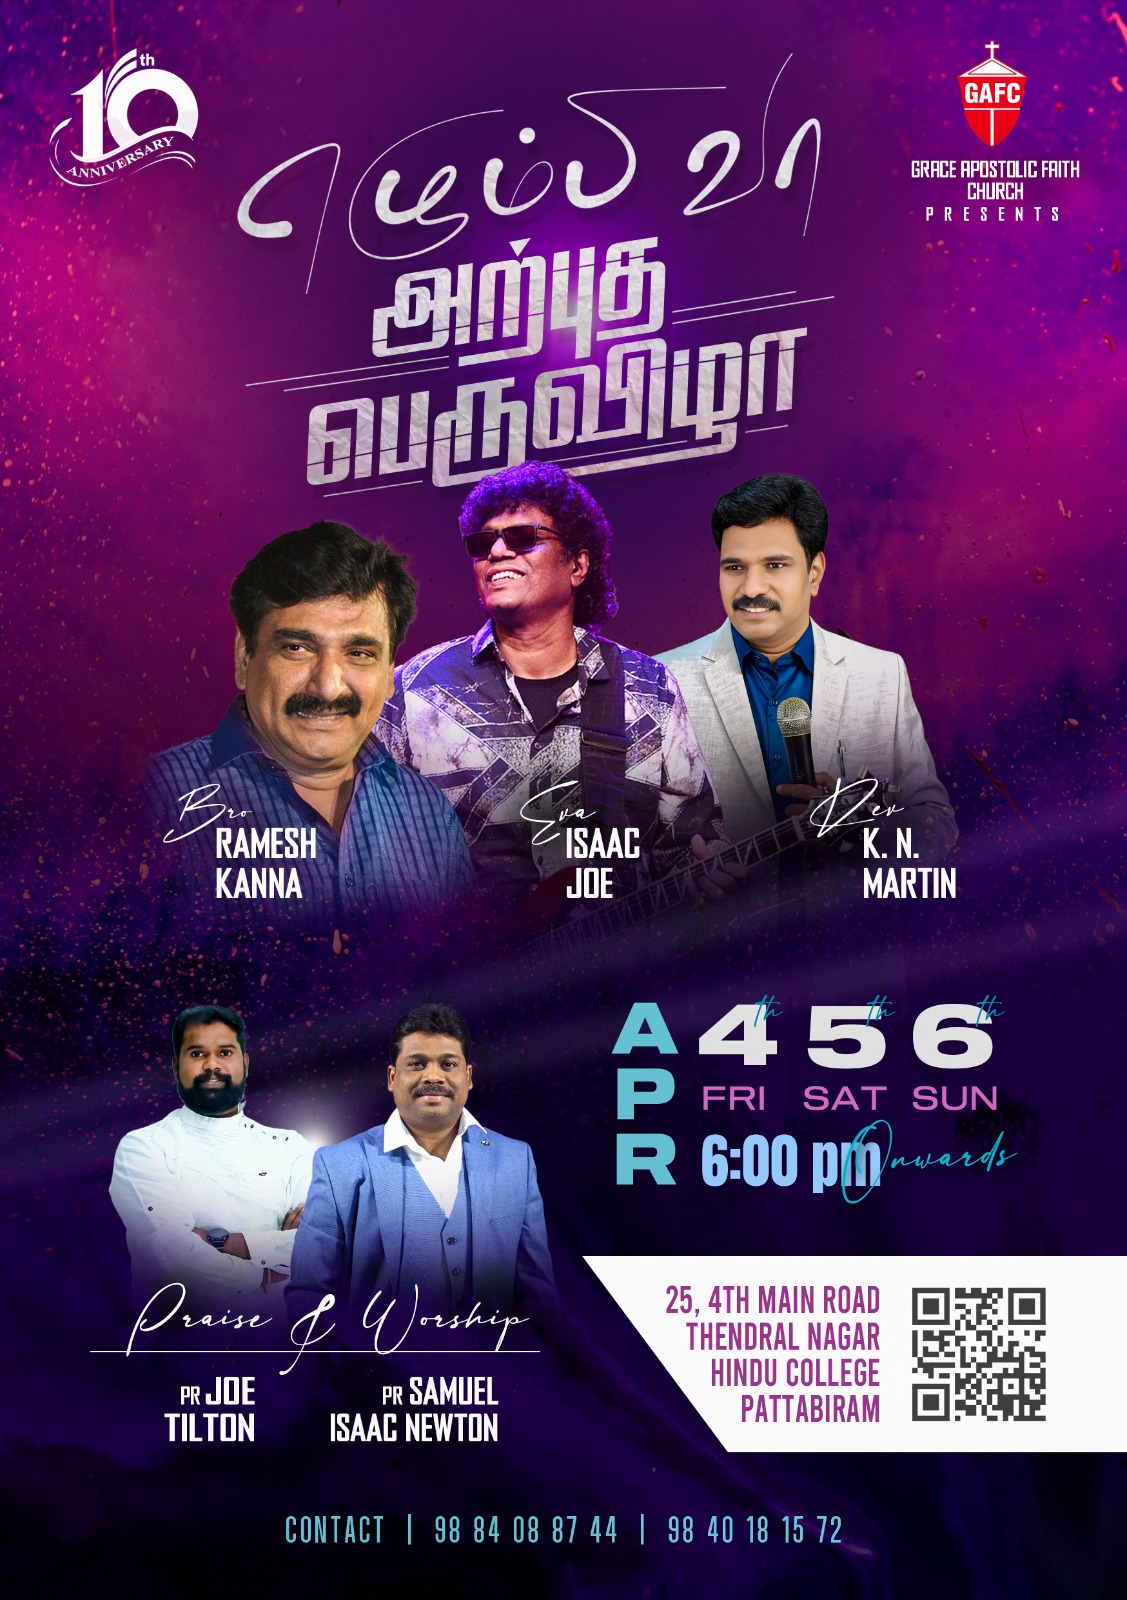 10th
ANNIVERSARY
GAFC
GRACE APOSTOLIC FAITH
CHURCH
PRESENTS
எழும்பி வா
அற்புத
பெருவிழா
Bro
RAMESH
KANNA
Eva
ISAAC
JOE
Rev
K. N.
MARTIN
APR
4th 5th 6th
FRI SAT SUN
6:00 pm Onwards
Praise & Worship
PR JOE
TILTON
PR SAMUEL
ISAAC NEWTON
25, 4TH MAIN ROAD
THENDRAL NAGAR
HINDU COLLEGE
PATTABIRAM
CONTACT | 98 84 08 87 44 | 98 40 18 15 72